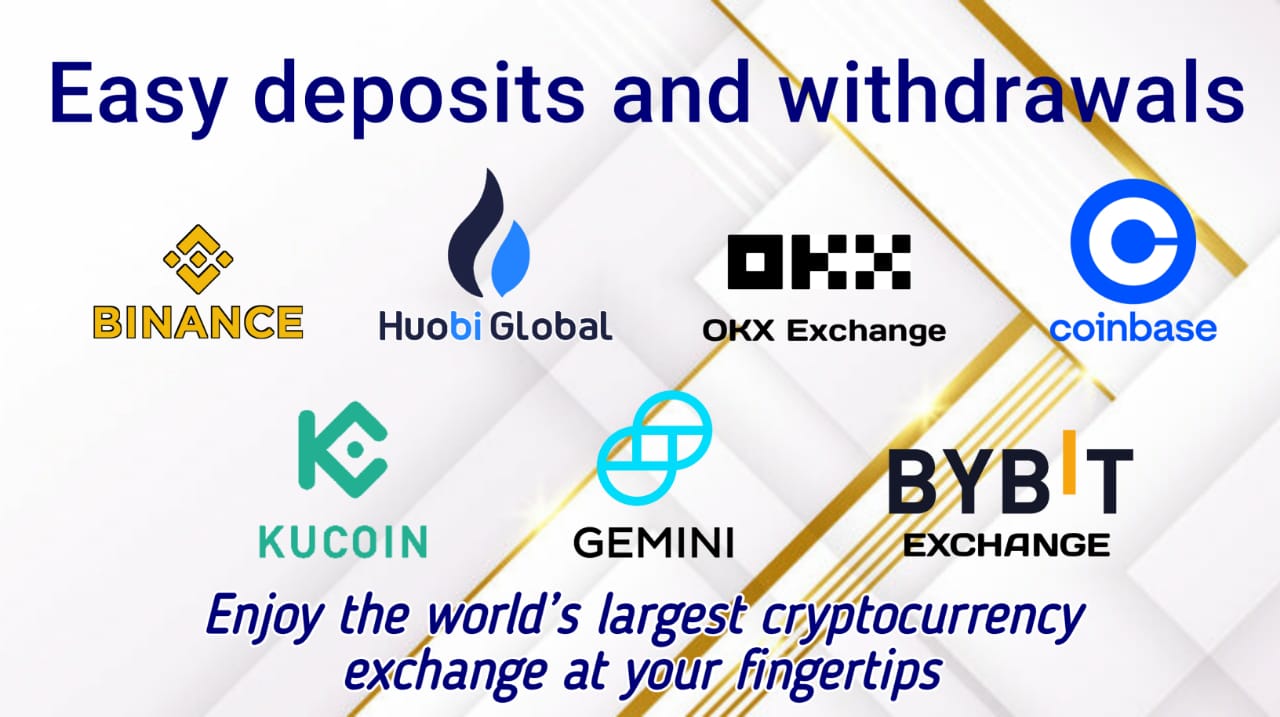 Easy deposits and withdrawals
BINANCE
Huobi Global
OKX
OKX Exchange
coinbase
KUCOIN
GEMINI
BYBIT
EXCHANGE
Enjoy the world's largest cryptocurrency
exchange at your fingertips